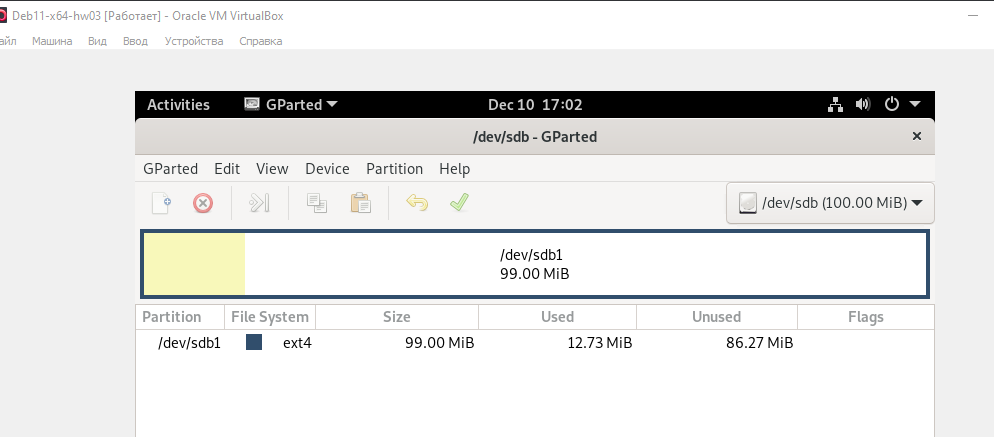 Deb11-x64-hw03 [Работает] - Oracle VM VirtualBox
айл Машина Вид Ввод Устройства Справка
Activities GParted Dec 10 17:02
/dev/sdb - GParted
GParted Edit View Device Partition Help
/dev/sdb (100.00 MiB)
/dev/sdb1
99.00 MiB
Partition File System Size Used Unused Flags
/dev/sdb1 ext4 99.00 MiB 12.73 MiB 86.27 MiB